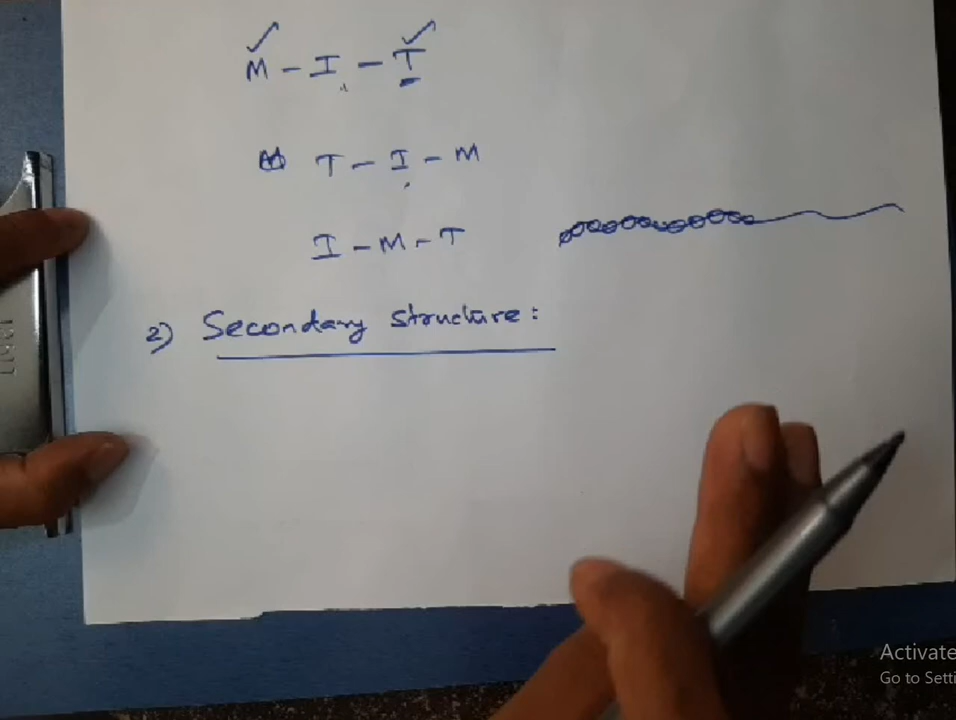 M - I - T
T - I - M
I - M - T
2) Secondary Structure:
Activate
Go to Setti